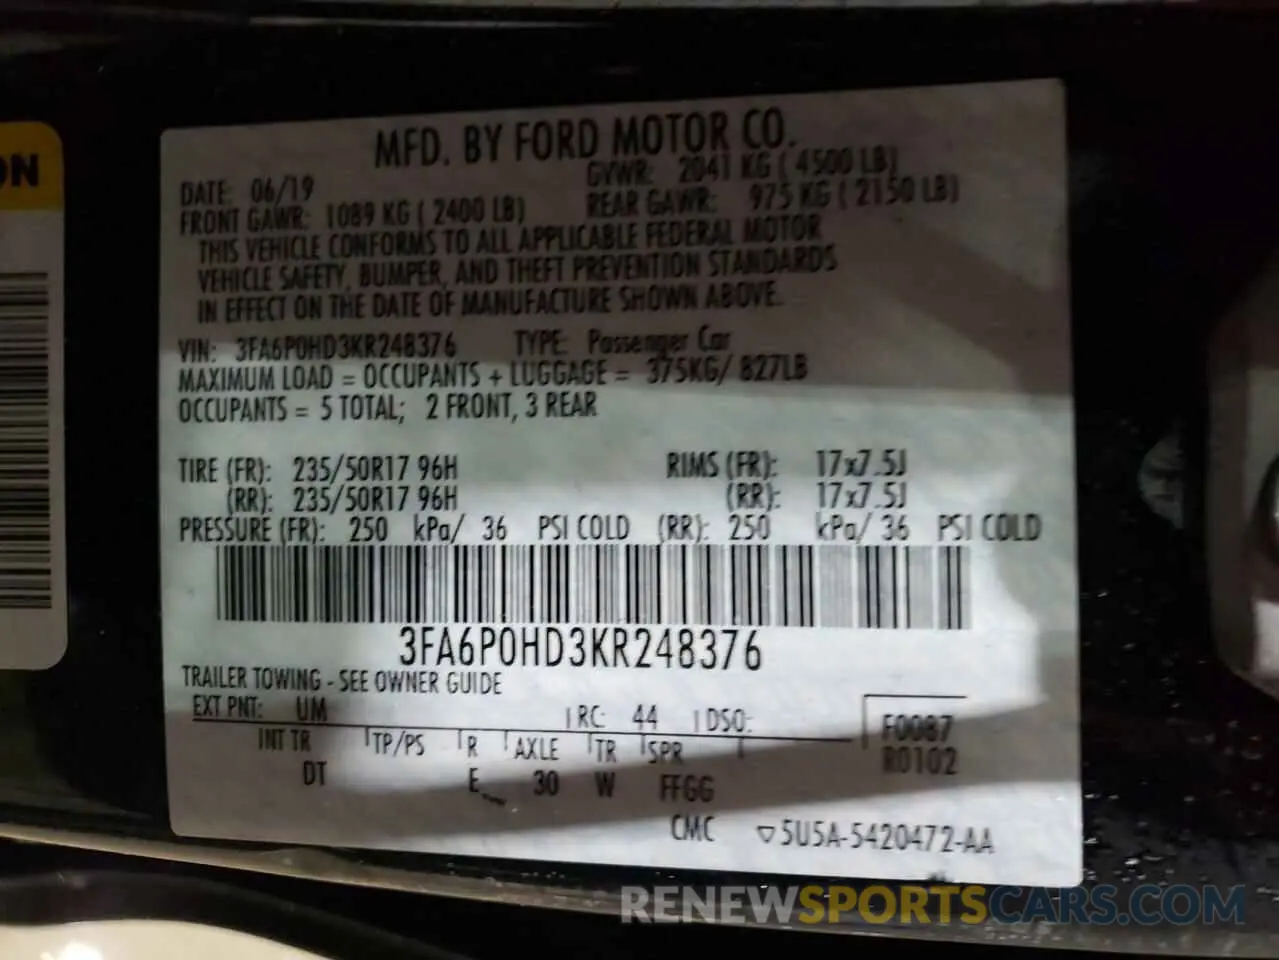 ON
MFD. BY FORD MOTOR CO.
DATE: 06/19 GVWR: 2041 KG ( 4500 LB)
FRONT GAWR: 1089 KG ( 2400 LB) REAR GAWR: 975 KG ( 2150 LB)
THIS VEHICLE CONFORMS TO ALL APPLICABLE FEDERAL MOTOR
VEHICLE SAFETY, BUMPER, AND THEFT PREVENTION STANDARDS
IN EFFECT ON THE DATE OF MANUFACTURE SHOWN ABOVE.
VIN: 3FA6P0HD3KR248376 TYPE: Passenger Car
MAXIMUM LOAD = OCCUPANTS + LUGGAGE = 375KG/ 827LB
OCCUPANTS = 5 TOTAL; 2 FRONT, 3 REAR
TIRE (FR): 235/50R17 96H RIMS (FR): 17x7.5J
(RR): 235/50R17 96H (RR): 17x7.5J
PRESSURE (FR): 250 kPa/ 36 PSI COLD (RR): 250 kPa/ 36 PSI COLD
3FA6P0HD3KR248376
TRAILER TOWING - SEE OWNER GUIDE
EXT PNT: UM RC: 44 DSO: F0087
INT TR TP/PS R AXLE TR SPR R0102
DT E 30 W FFGG
CMC ▽5U5A-5420472-AA
RENEWSPORTSCARS.COM